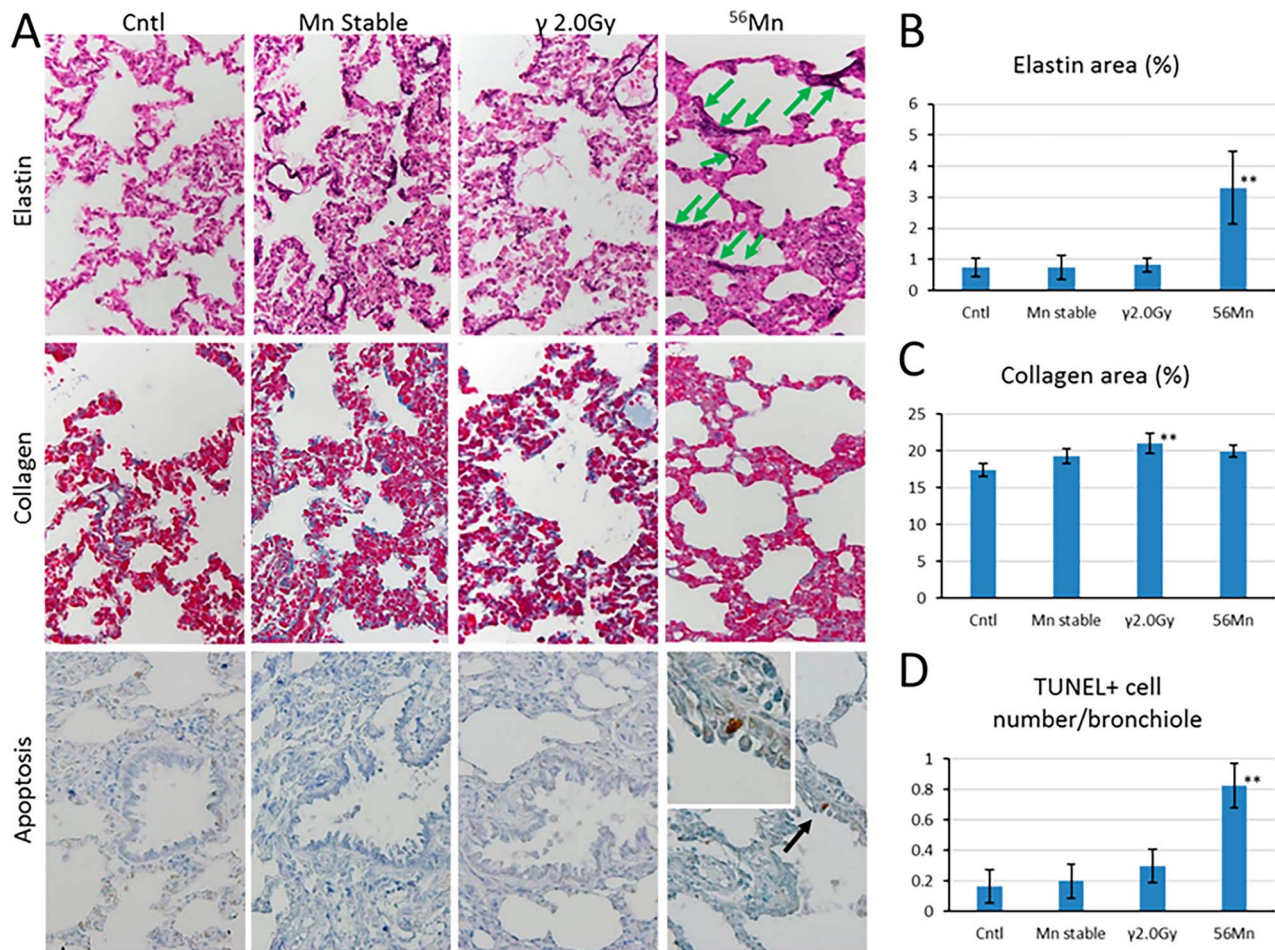 A
Cntl
Mn Stable
γ 2.0Gy
⁵⁶Mn
Elastin
Collagen
Apoptosis
B
Elastin area (%)
6
5
4
3
2
1
0
**
Cntl
Mn stable
γ2.0Gy
56Mn
C
Collagen area (%)
25
20
15
10
5
0
**
Cntl
Mn stable
γ2.0Gy
56Mn
D
TUNEL+ cell
number/bronchiole
1
0.8
0.6
0.4
0.2
0
**
Cntl
Mn stable
γ2.0Gy
56Mn